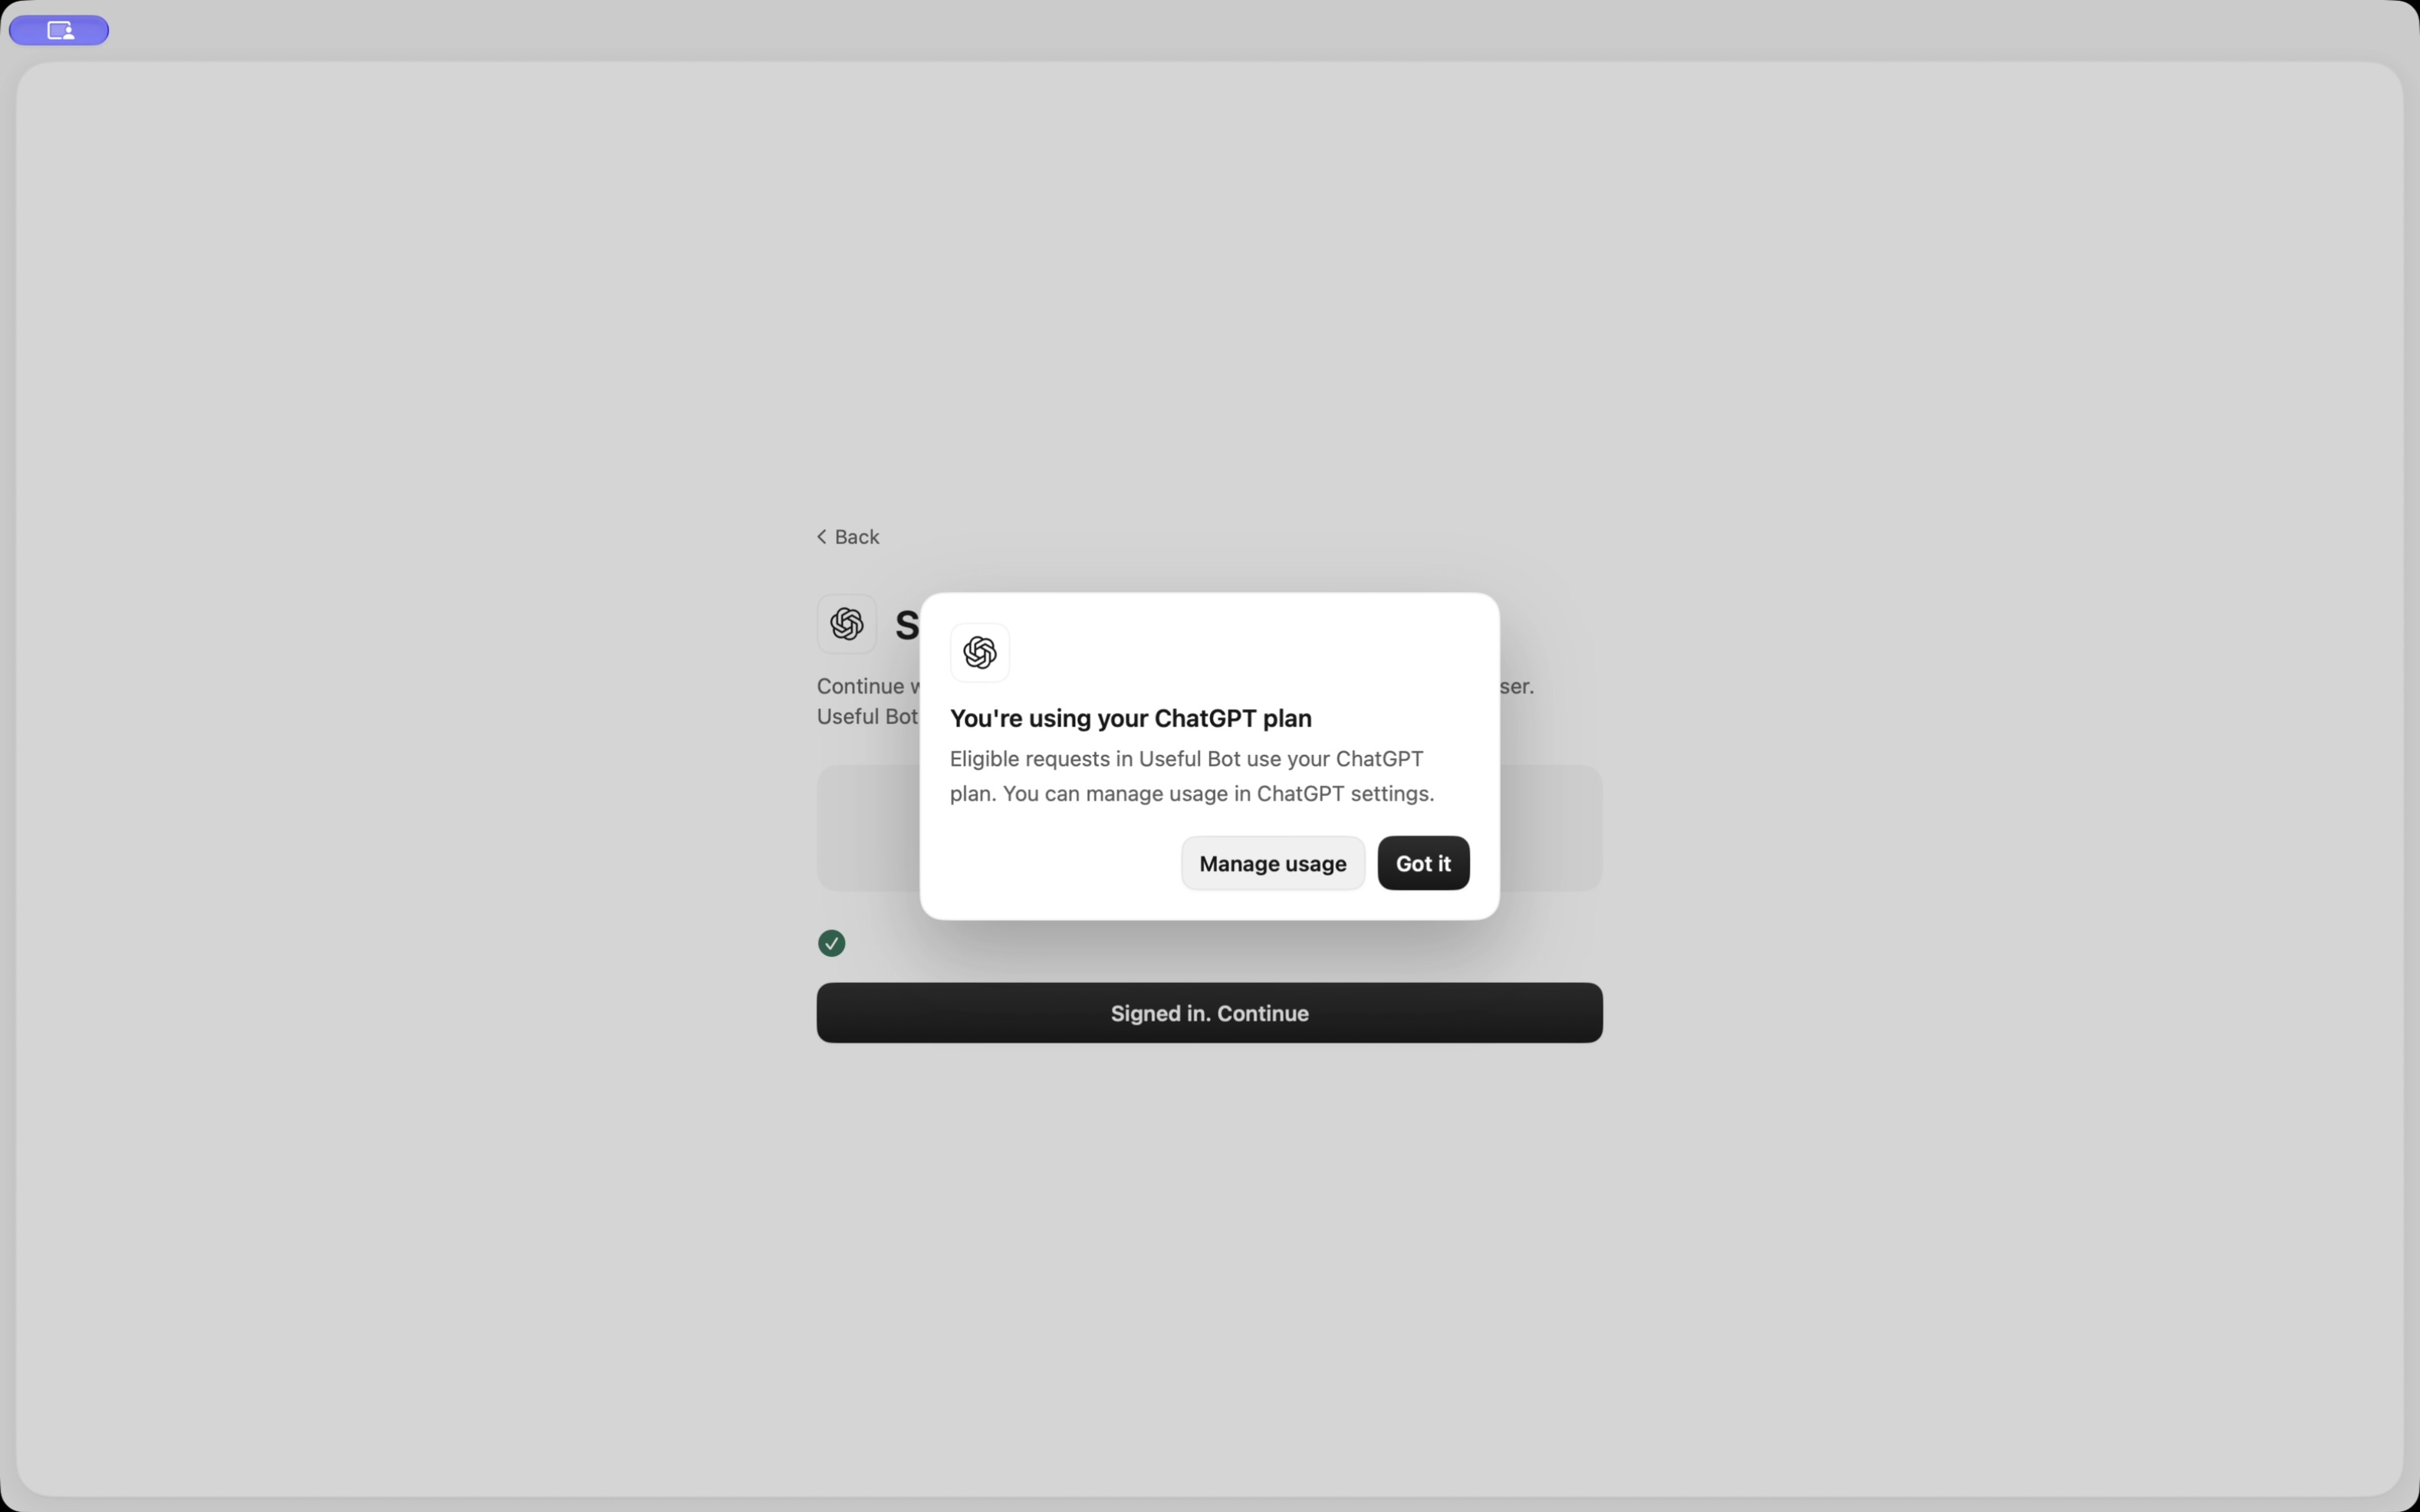 Back
S
Continue
ser.
Useful Bot
You're using your ChatGPT plan
Eligible requests in Useful Bot use your ChatGPT
plan. You can manage usage in ChatGPT settings.
Manage usage
Got it
Signed in. Continue